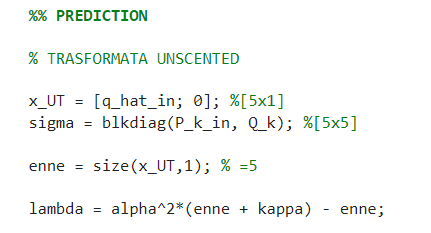 %% PREDICTION
% TRASFORMATA UNSCENTED
x_UT = [q_hat_in; 0]; %[5x1]
sigma = blkdiag(P_k_in, Q_k); %[5x5]
enne = size(x_UT,1); % =5
lambda = alpha^2*(enne + kappa) - enne;